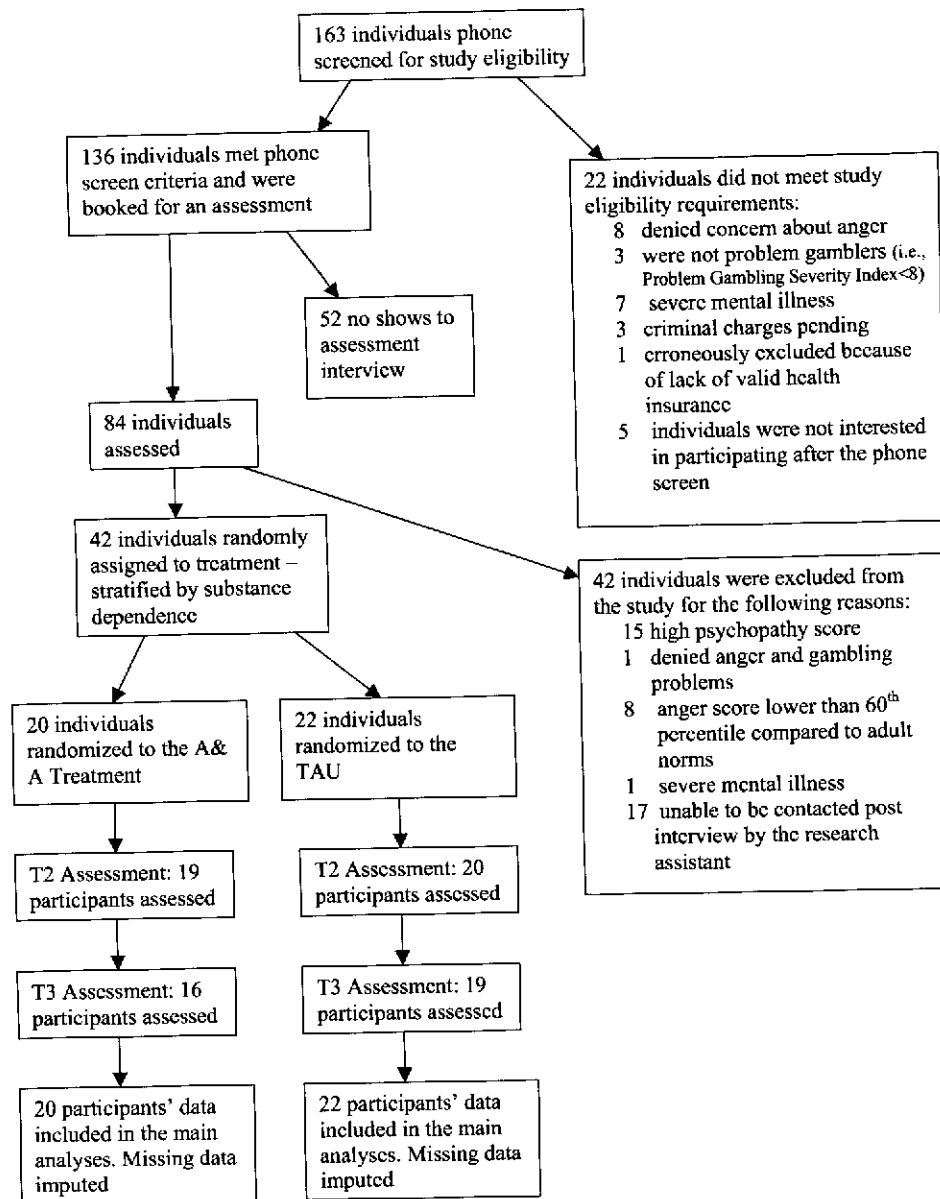 163 individuals phone
screened for study eligibility
136 individuals met phone
screen criteria and were
booked for an assessment
22 individuals did not meet study
eligibility requirements:
8 denied concern about anger
3 were not problem gamblers (i.e.,
Problem Gambling Severity Index<8)
7 severe mental illness
3 criminal charges pending
1 erroneously excluded because
of lack of valid health
insurance
5 individuals were not interested
in participating after the phone
screen
52 no shows to
assessment
interview
84 individuals
assessed
42 individuals randomly
assigned to treatment –
stratified by substance
dependence
42 individuals were excluded from
the study for the following reasons:
15 high psychopathy score
1 denied anger and gambling
problems
8 anger score lower than 60th
percentile compared to adult
norms
1 severe mental illness
17 unable to be contacted post
interview by the research
assistant
20 individuals
randomized to the A&
A Treatment
22 individuals
randomized to the
TAU
T2 Assessment: 19
participants assessed
T2 Assessment: 20
participants assessed
T3 Assessment: 16
participants assessed
T3 Assessment: 19
participants assessed
20 participants' data
included in the main
analyses. Missing data
imputed
22 participants' data
included in the main
analyses. Missing data
imputed